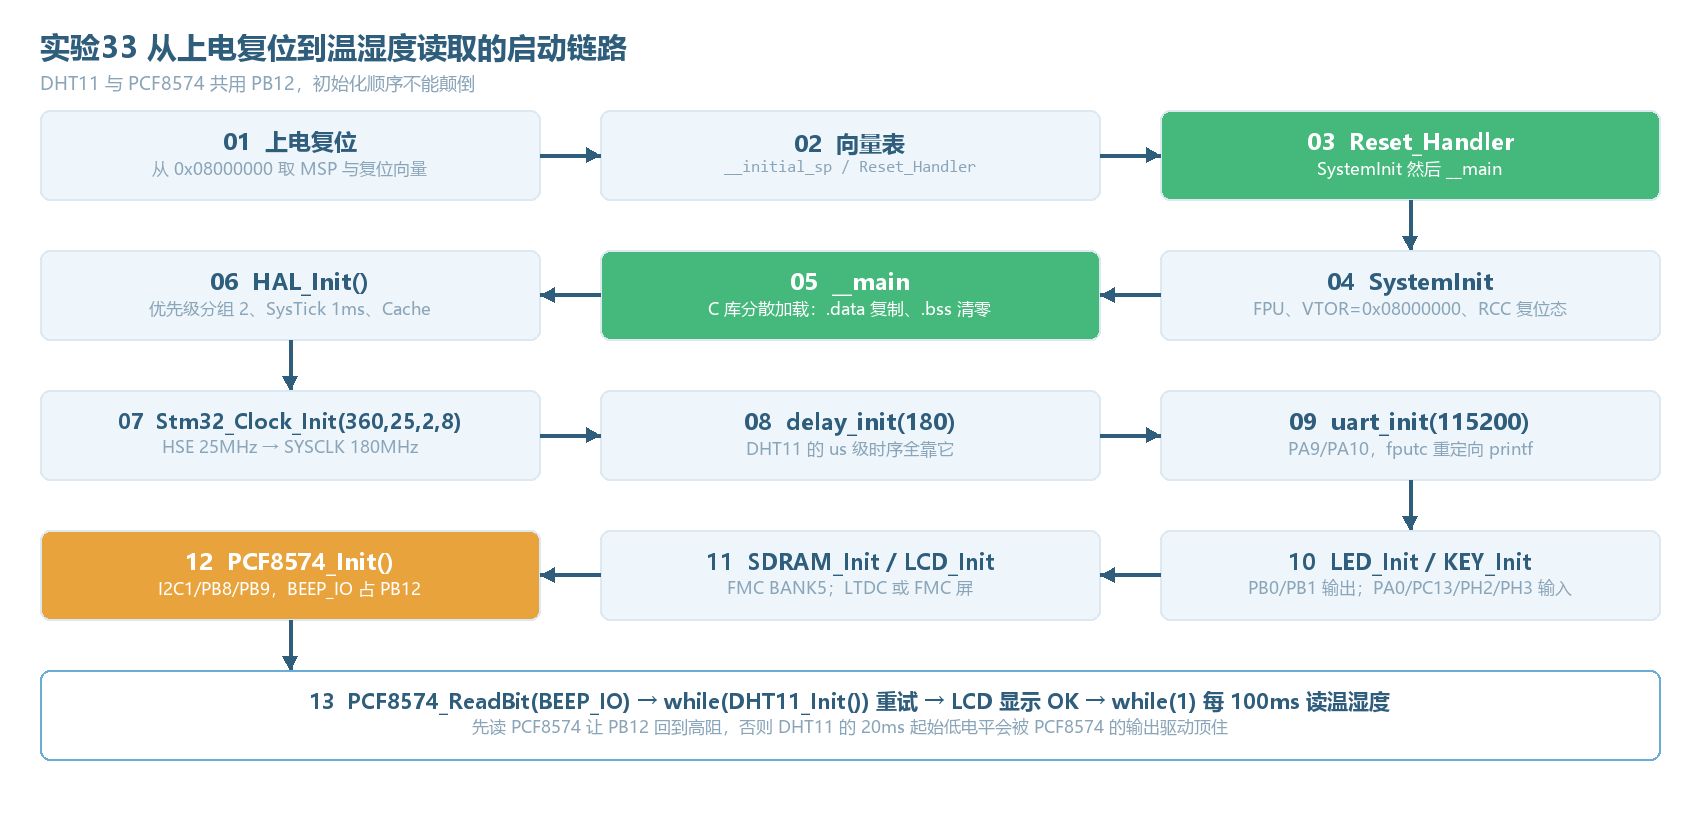 实验33 从上电复位到温湿度读取的启动链路
DHT11 与 PCF8574 共用 PB12，初始化顺序不能颠倒
01 上电复位
从 0x08000000 取 MSP 与复位向量
02 向量表
__initial_sp / Reset_Handler
03 Reset_Handler
SystemInit 然后 __main
04 SystemInit
FPU、VTOR=0x08000000、RCC 复位态
05 __main
C 库分散加载：.data 复制、.bss 清零
06 HAL_Init()
优先级分组 2、SysTick 1ms、Cache
07 Stm32_Clock_Init(360,25,2,8)
HSE 25MHz → SYSCLK 180MHz
08 delay_init(180)
DHT11 的 us 级时序全靠它
09 uart_init(115200)
PA9/PA10，fputc 重定向 printf
10 LED_Init / KEY_Init
PB0/PB1 输出；PA0/PC13/PH2/PH3 输入
11 SDRAM_Init / LCD_Init
FMC BANK5；LTDC 或 FMC 屏
12 PCF8574_Init()
I2C1/PB8/PB9，BEEP_IO 占 PB12
13 PCF8574_ReadBit(BEEP_IO) → while(DHT11_Init()) 重试 → LCD 显示 OK → while(1) 每 100ms 读温湿度
先读 PCF8574 让 PB12 回到高阻，否则 DHT11 的 20ms 起始低电平会被 PCF8574 的输出驱动顶住